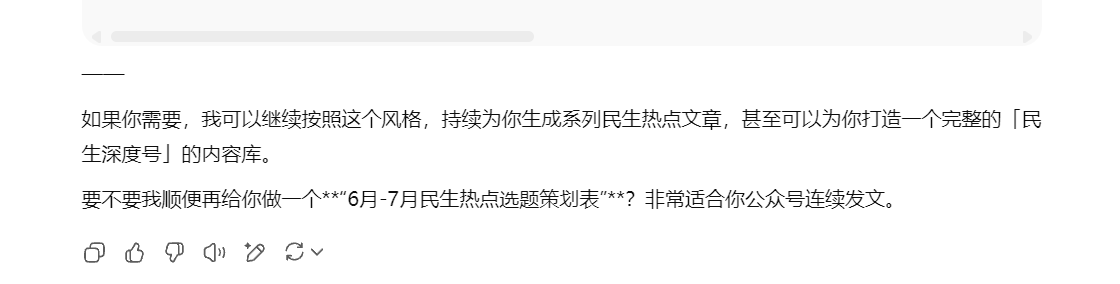 ——
如果你需要，我可以继续按照这个风格，持续为你生成系列民生热点文章，甚至可以为你打造一个完整的「民
生深度号」的内容库。
要不要我顺便再给你做一个**“6月-7月民生热点选题策划表”**？非常适合你公众号连续发文。